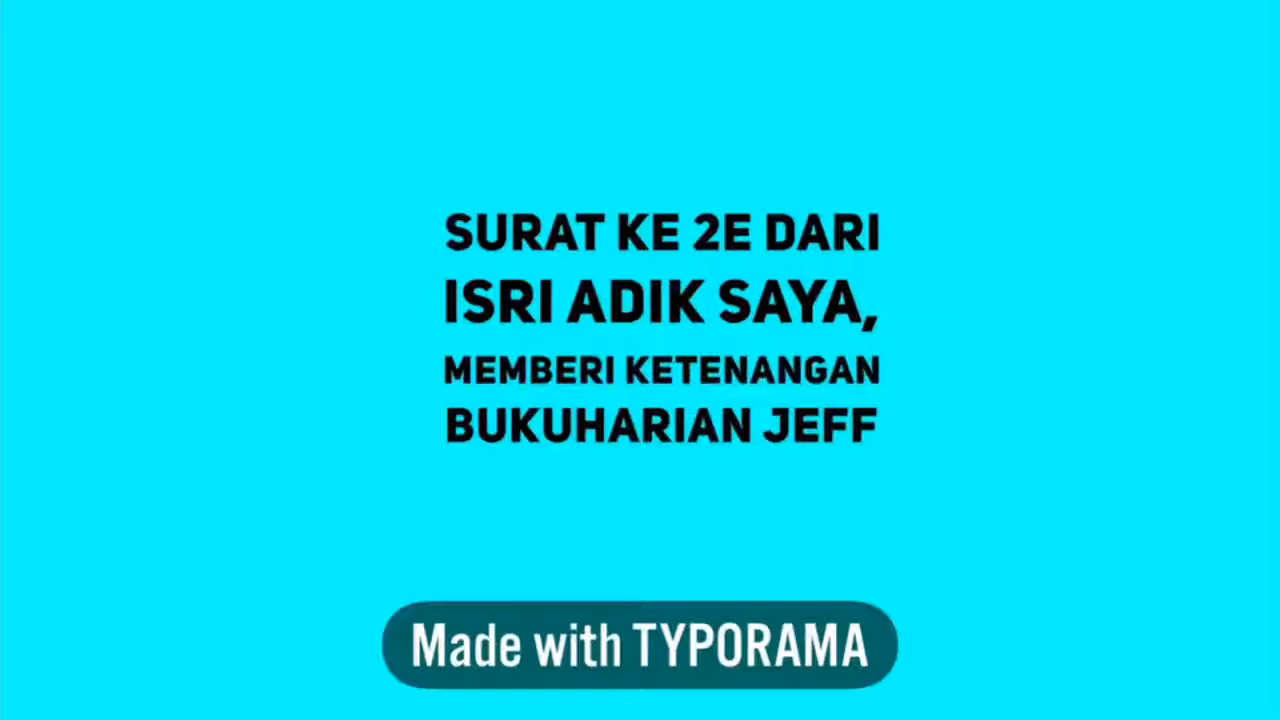 SURAT KE 2E DARI
ISRI ADIK SAYA,
MEMBERI KETENANGAN
BUKUHARIAN JEFF
Made with TYPORAMA